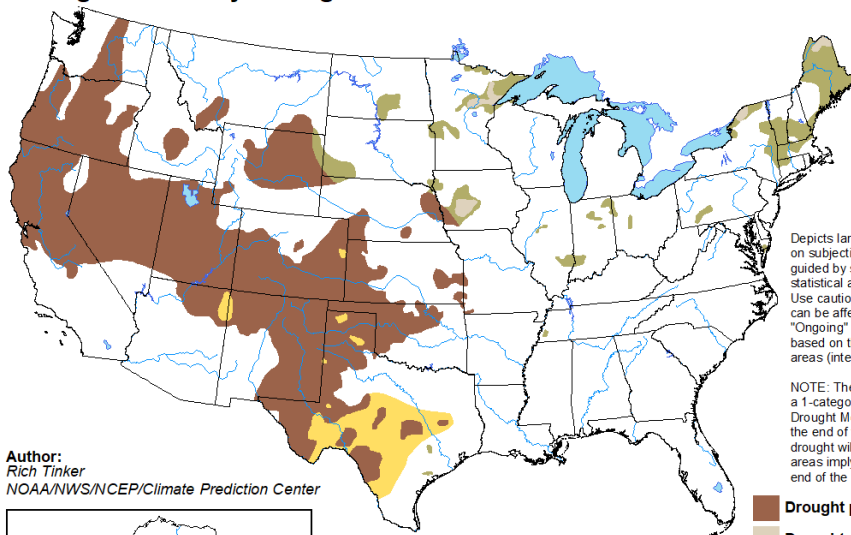 Depicts lar
on subjecti
guided by s
statistical a
Use cautio
can be affe
"Ongoing"
based on t
areas (inte
NOTE: The
a 1-catego
Drought M
the end of
drought wil
areas imply
end of the
Author:
Rich Tinker
NOAA/NWS/NCEP/Climate Prediction Center
Drought p